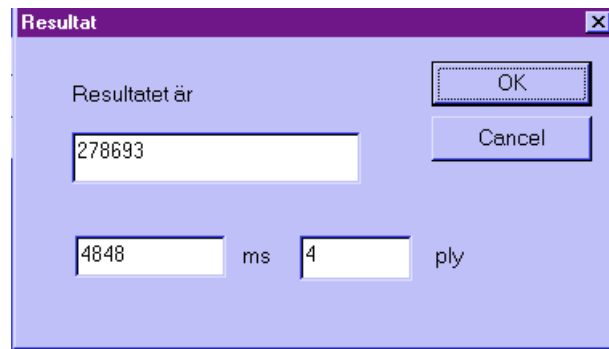 Resultat
OK
Resultatet är
Cancel
278693
4848 ms 4 ply